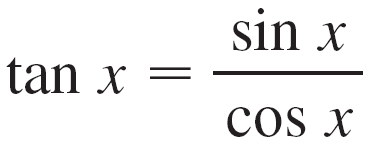 tan x = sin x / cos x